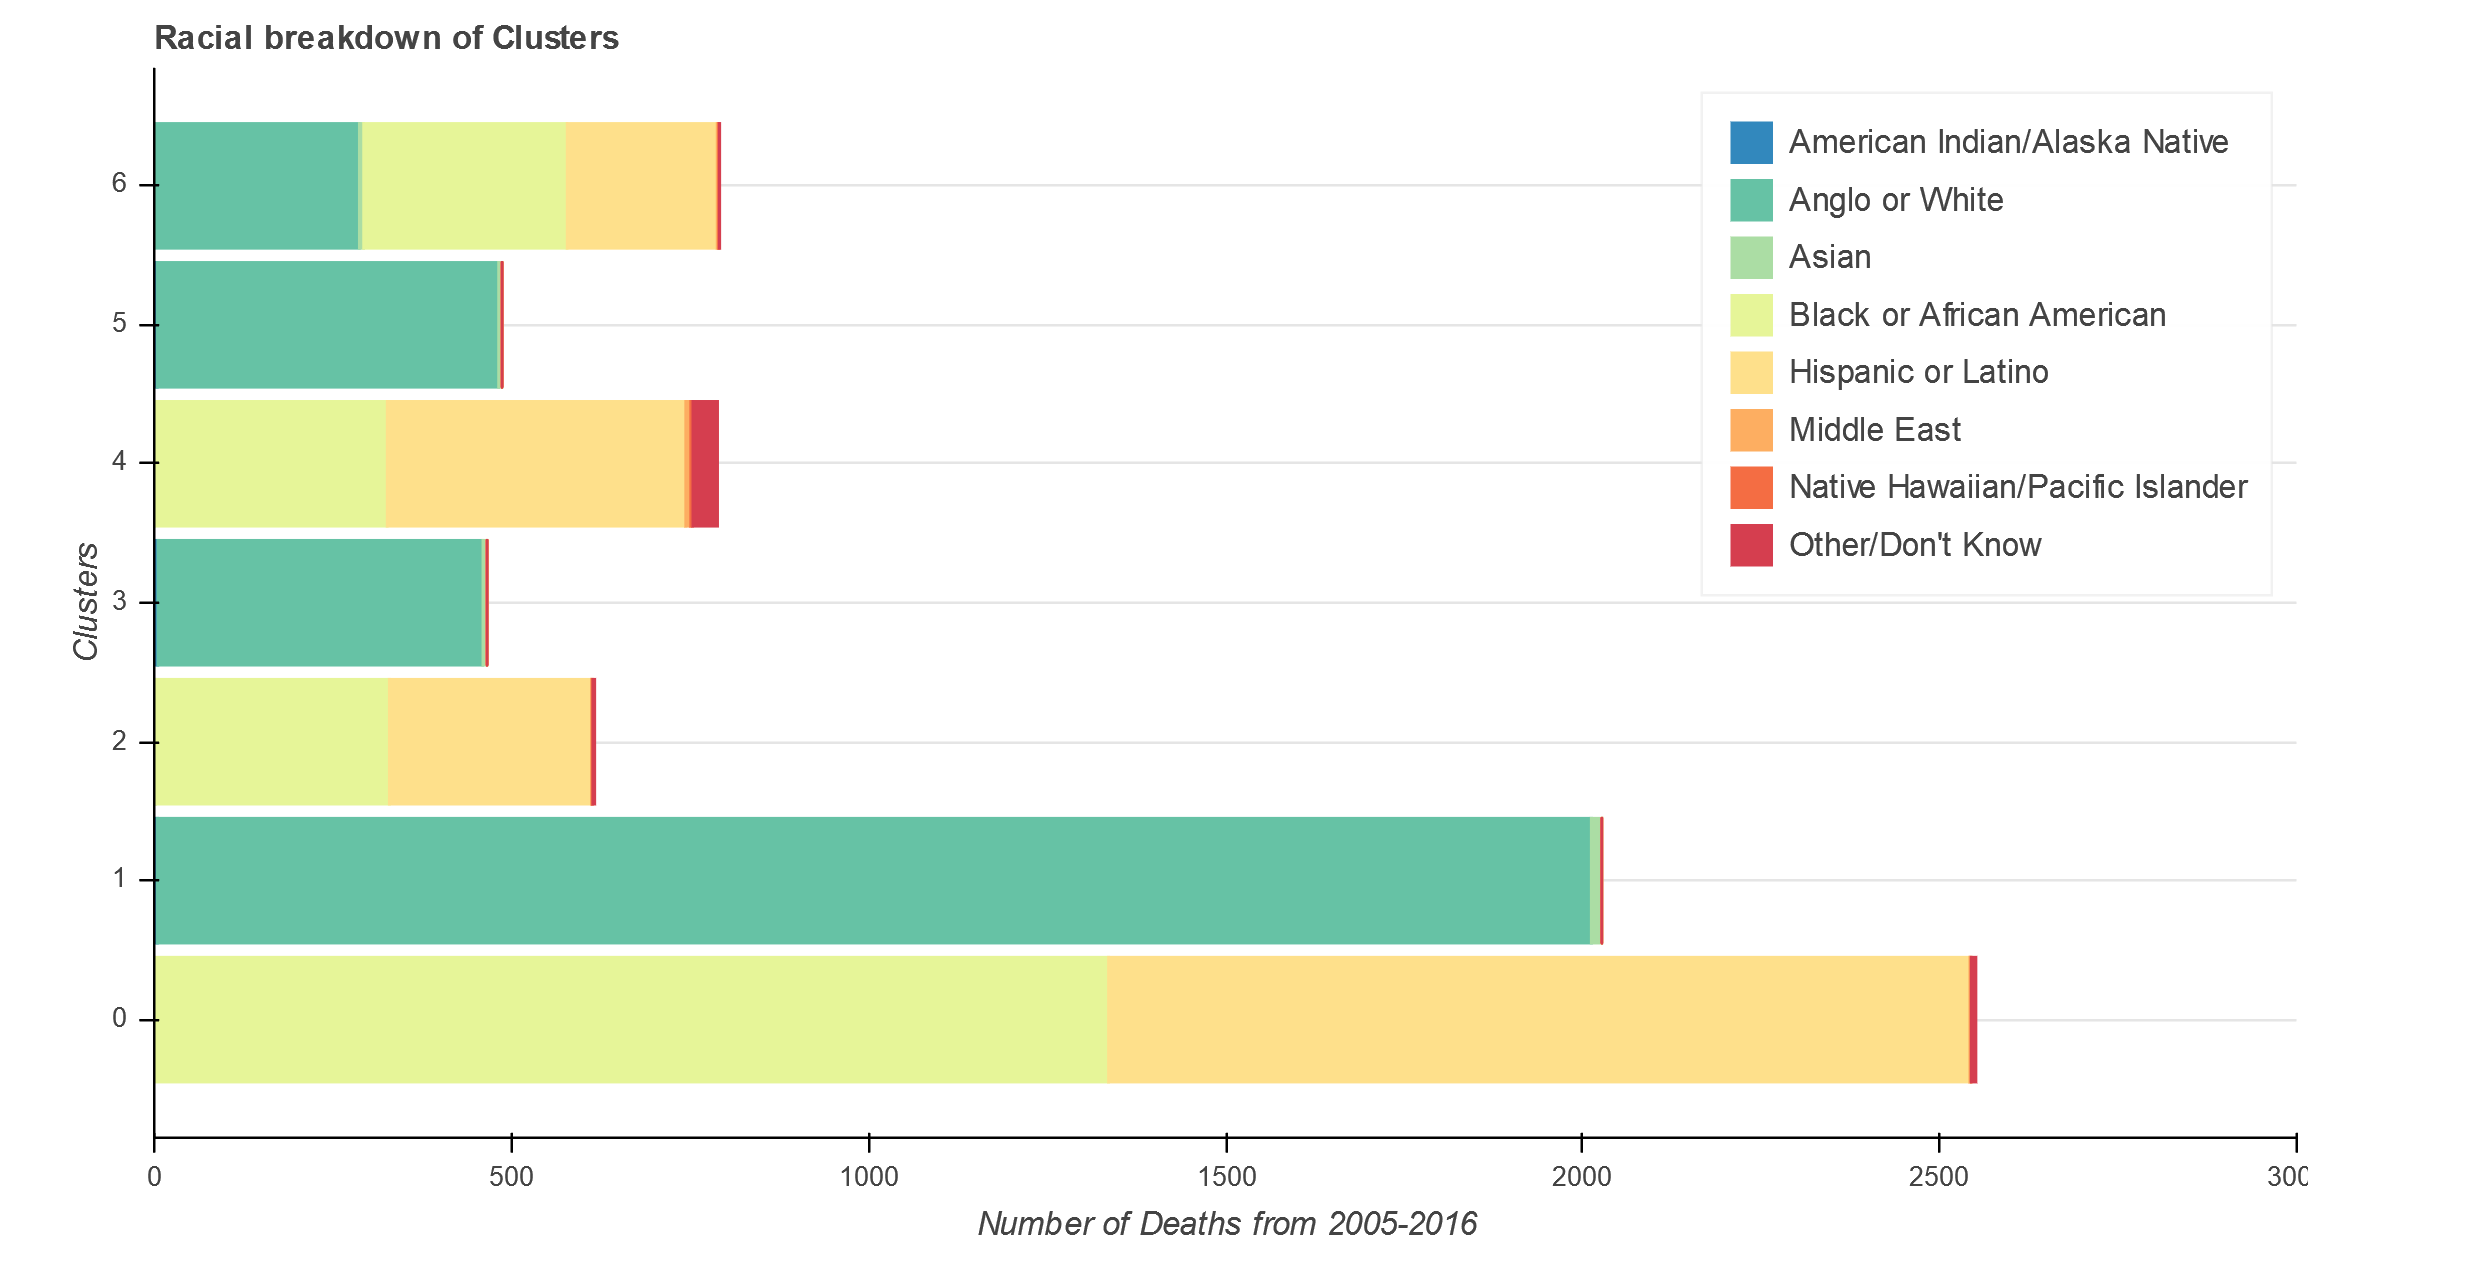 Racial breakdown of Clusters
American Indian/Alaska Native
Anglo or White
Asian
Black or African American
Hispanic or Latino
Middle East
Native Hawaiian/Pacific Islander
Other/Don't Know
6
5
4
3
2
1
0
Clusters
0 500 1000 1500 2000 2500 300
Number of Deaths from 2005-2016